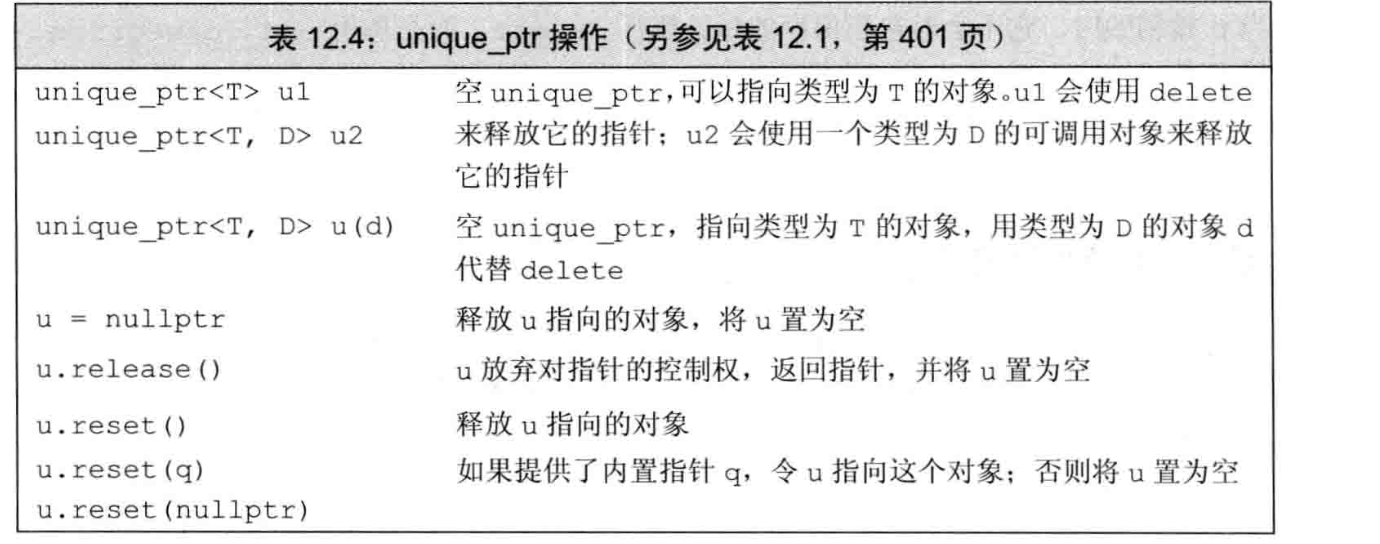 表 12.4：unique_ptr 操作（另参见表 12.1，第 401 页）
unique_ptr<T> u1 空 unique_ptr，可以指向类型为 T 的对象。u1 会使用 delete
unique_ptr<T, D> u2 来释放它的指针；u2 会使用一个类型为 D 的可调用对象来释放
它的指针
unique_ptr<T, D> u(d) 空 unique_ptr，指向类型为 T 的对象，用类型为 D 的对象 d
代替 delete
u = nullptr 释放 u 指向的对象，将 u 置为空
u.release() u 放弃对指针的控制权，返回指针，并将 u 置为空
u.reset() 释放 u 指向的对象
u.reset(q) 如果提供了内置指针 q，令 u 指向这个对象；否则将 u 置为空
u.reset(nullptr)